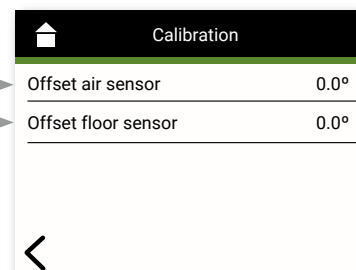 Calibration
Offset air sensor 0.0º
Offset floor sensor 0.0º